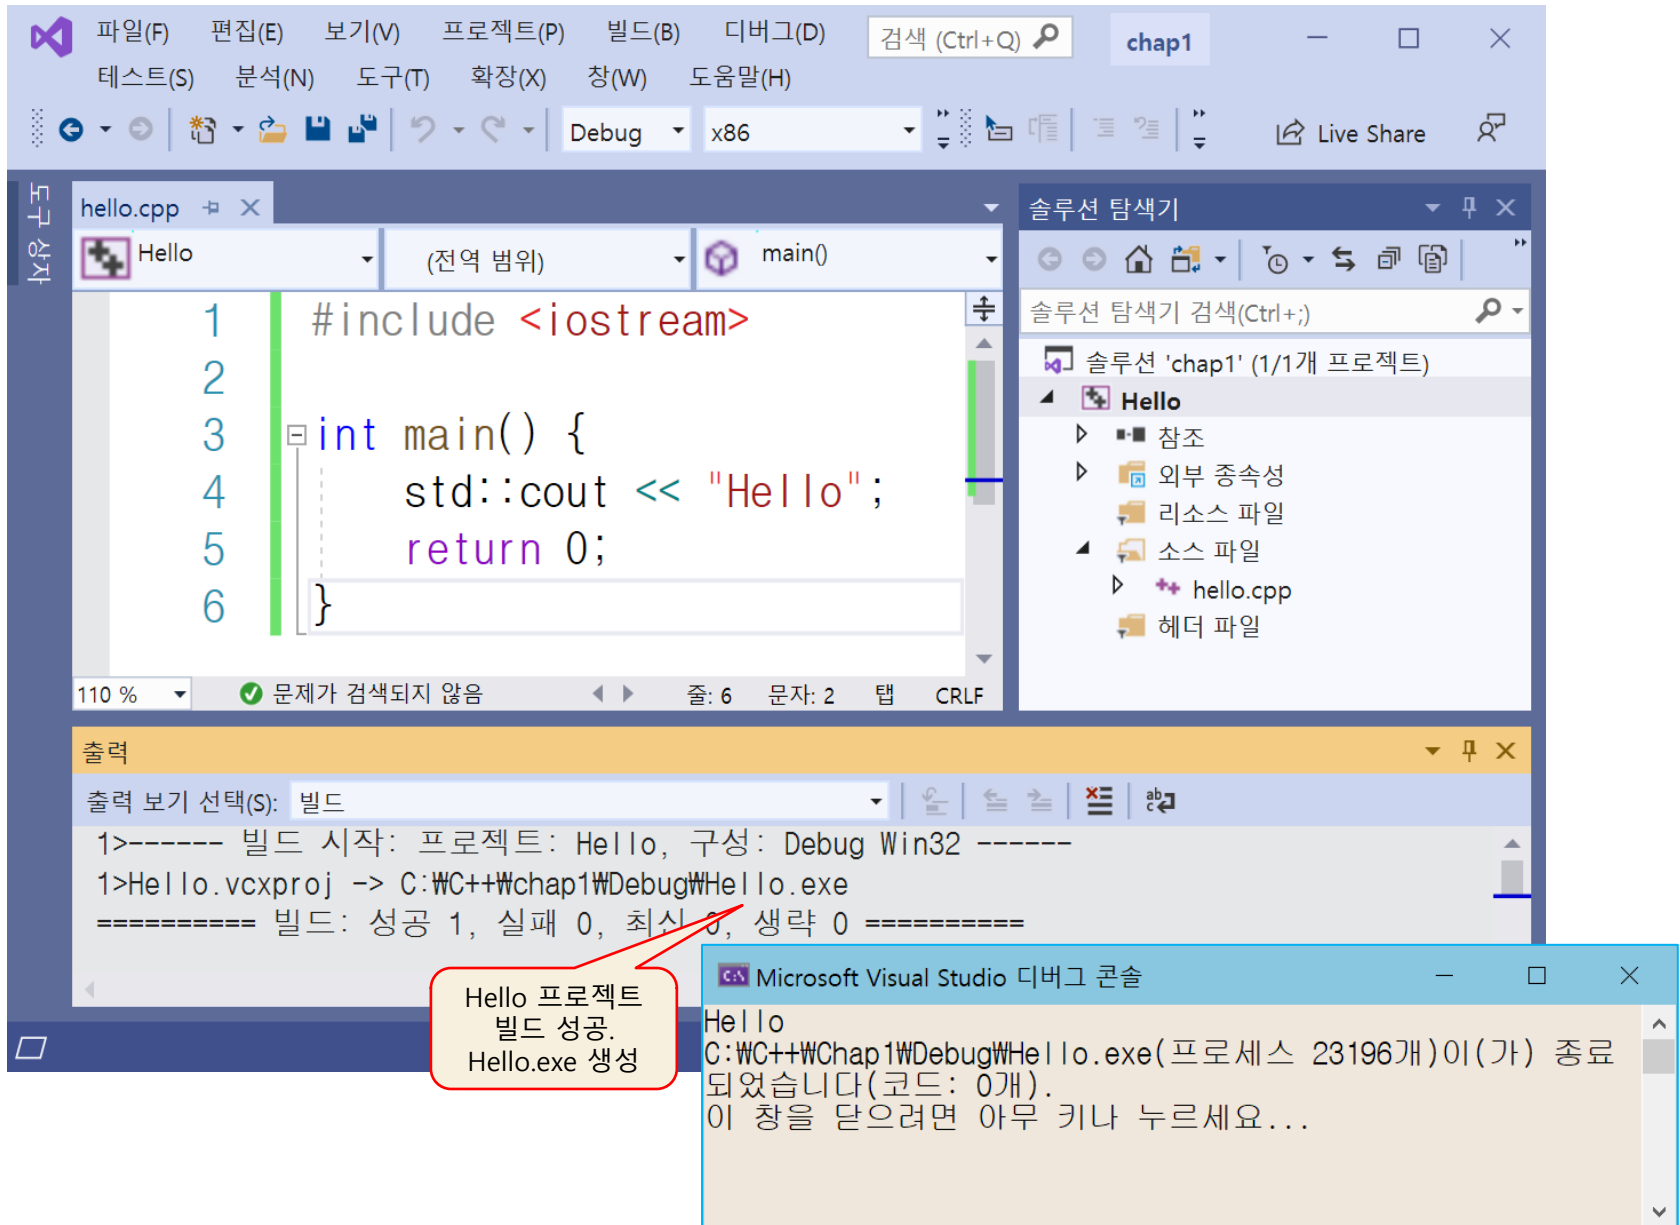 파일(F) 편집(E) 보기(V) 프로젝트(P) 빌드(B) 디버그(D) 검색 (Ctrl+Q) chap1
테스트(S) 분석(N) 도구(T) 확장(X) 창(W) 도움말(H)
Debug x86 Live Share
도구 상자
hello.cpp
Hello (전역 범위) main()
1 #include <iostream>
2
3 int main() {
4 std::cout << "Hello";
5 return 0;
6 }
110 % 문제가 검색되지 않음 줄: 6 문자: 2 탭 CRLF
솔루션 탐색기
솔루션 탐색기 검색(Ctrl+;)
솔루션 'chap1' (1/1개 프로젝트)
Hello
참조
외부 종속성
리소스 파일
소스 파일
hello.cpp
헤더 파일
출력
출력 보기 선택(S): 빌드
1>------ 빌드 시작: 프로젝트: Hello, 구성: Debug Win32 ------
1>Hello.vcxproj -> C:₩C++₩chap1₩Debug₩Hello.exe
========== 빌드: 성공 1, 실패 0, 최신 0, 생략 0 ==========
Hello 프로젝트
빌드 성공.
Hello.exe 생성
Microsoft Visual Studio 디버그 콘솔
Hello
C:₩C++₩Chap1₩Debug₩Hello.exe(프로세스 23196개)이(가) 종료
되었습니다(코드: 0개).
이 창을 닫으려면 아무 키나 누르세요...